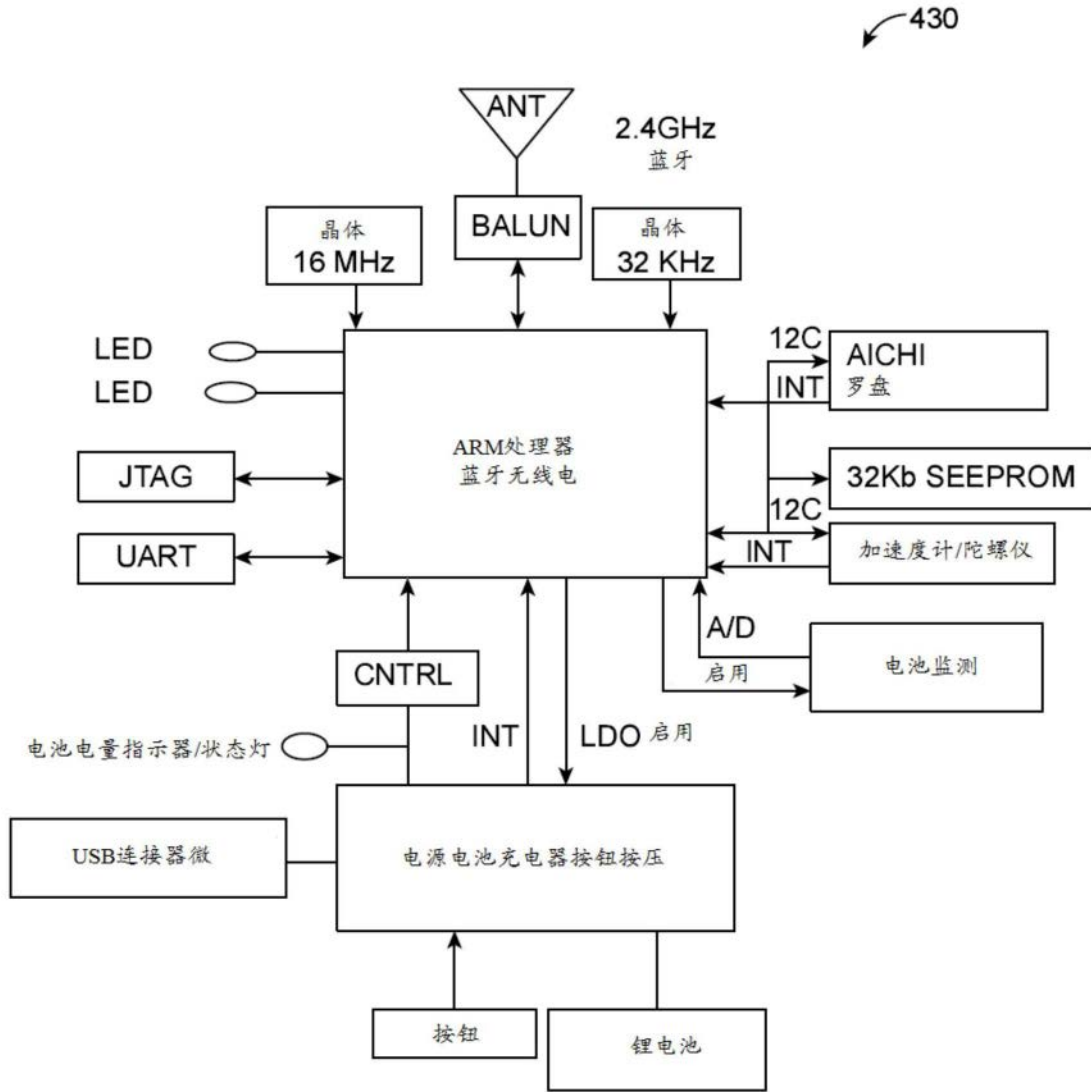 430
ANT
2.4GHz
蓝牙
晶体
16 MHz
BALUN
晶体
32 KHz
LED
LED
JTAG
UART
ARM处理器
蓝牙无线电
12C
AICHI
罗盘
INT
32Kb SEEPROM
12C
INT
加速度计/陀螺仪
A/D
启用
电池监测
CNTRL
INT
LDO 启用
电池电量指示器/状态灯
USB连接器微
电源电池充电器按钮按压
按钮
锂电池